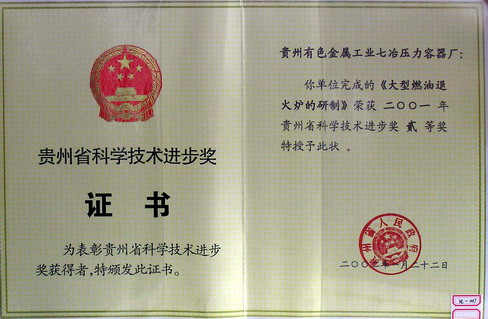 贵州省科学技术进步奖
证书
为表彰贵州省科学技术进步
奖获得者,特颁发此证书。
贵州有色金属工业七冶压力容器厂:
你单位完成的《大型燃油退
火炉的研制》荣获二〇〇一年
贵州省科学技术进步奖贰等奖
特授予此状。
贵州省人民政府
月二十二日